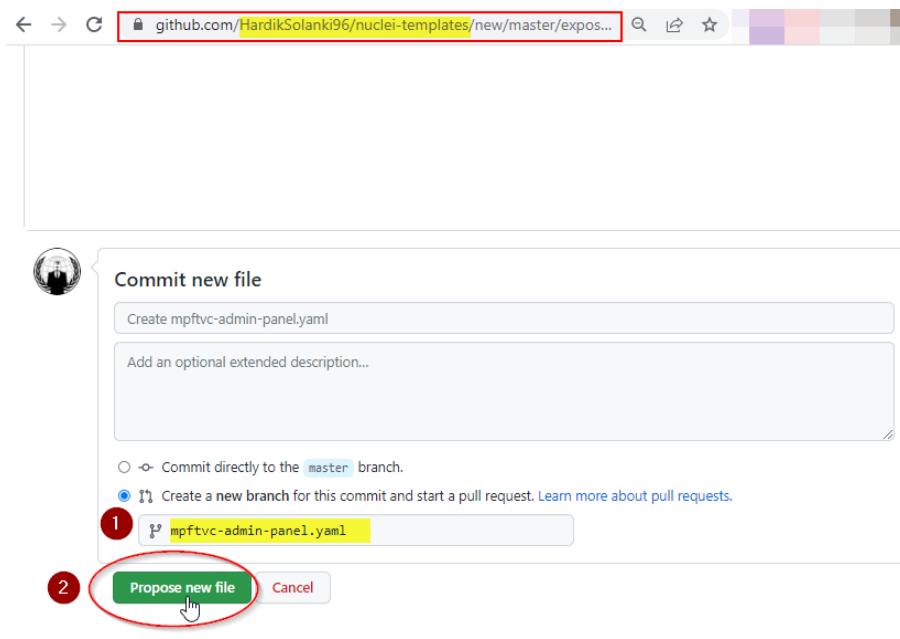 github.com/HardikSolanki96/nuclei-templates/new/master/expos...
Commit new file
Create mpftvc-admin-panel.yaml
Add an optional extended description...
Commit directly to the master branch.
Create a new branch for this commit and start a pull request. Learn more about pull requests.
1 mpftvc-admin-panel.yaml
2 Propose new file Cancel